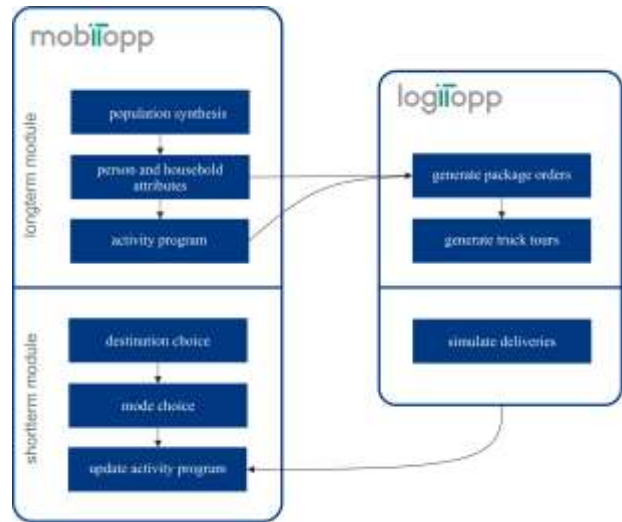 mobiTopp
longterm module
population synthesis
person and household
attributes
activity program
shortterm module
destination choice
mode choice
update activity program
logiTopp
generate package orders
generate truck tours
simulate deliveries